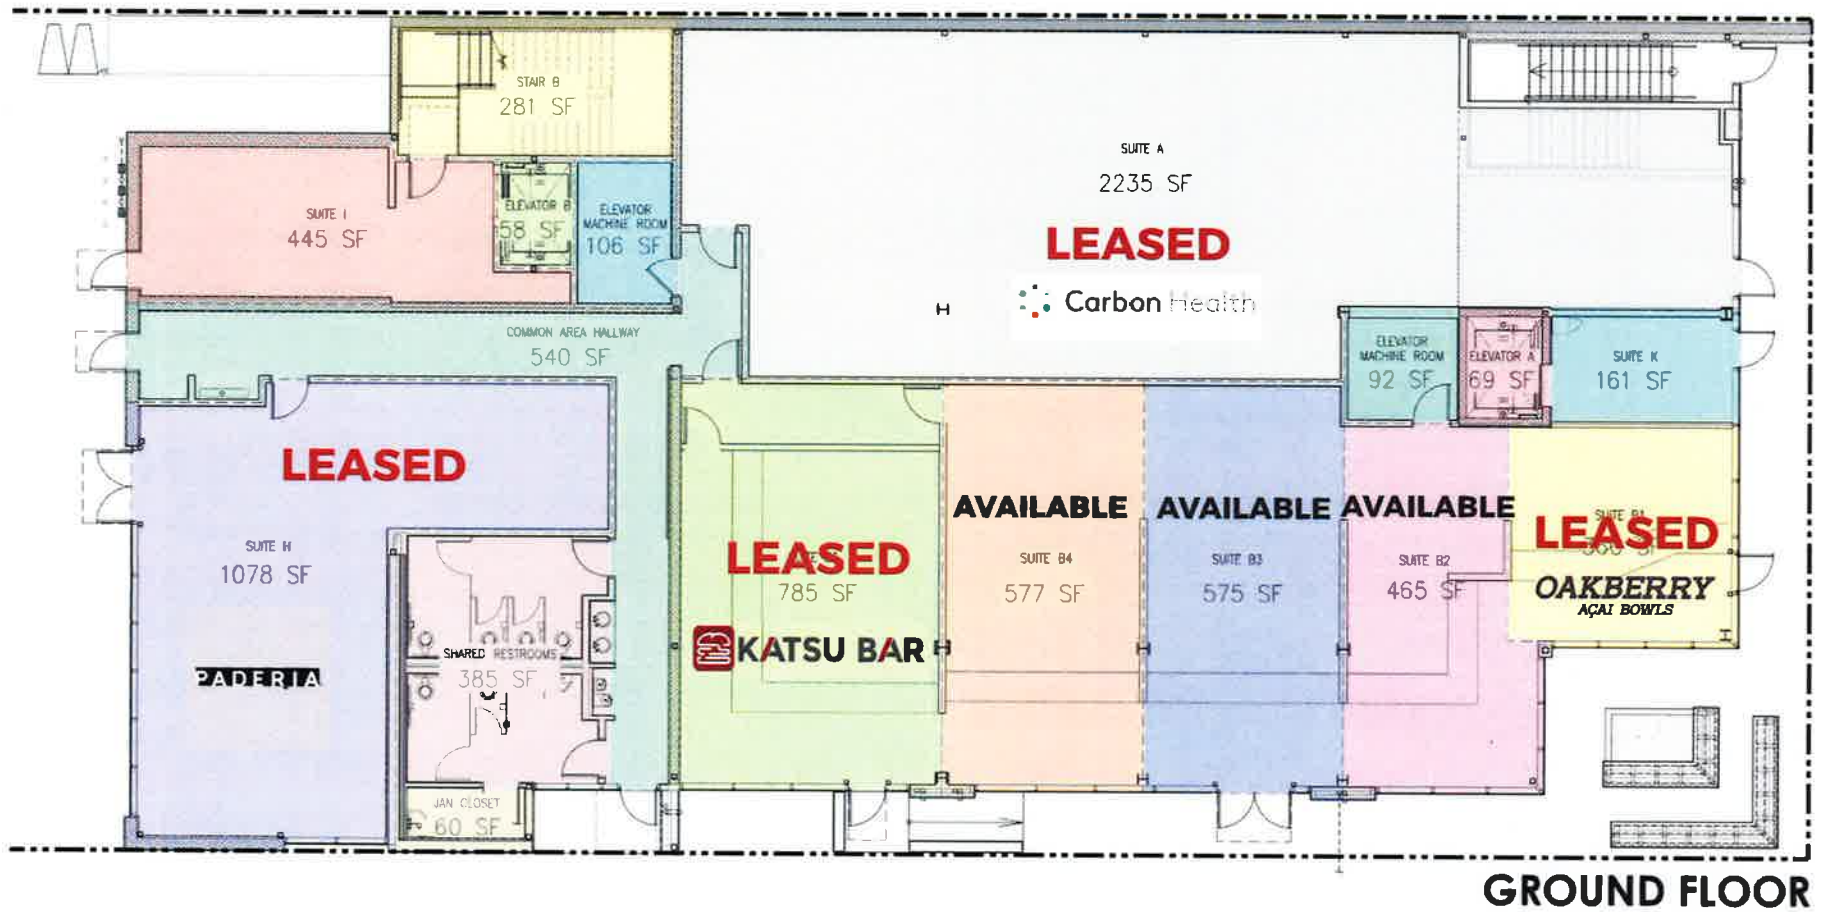 STAIR B
281 SF
SUITE A
2235 SF
LEASED
Carbon Health
SUITE I
445 SF
ELEVATOR B
58 SF
ELEVATOR
MACHINE ROOM
106 SF
COMMON AREA HALLWAY
540 SF
ELEVATOR
MACHINE ROOM
92 SF
ELEVATOR A
69 SF
SUITE K
161 SF
LEASED
SUITE H
1078 SF
PADERIA
SHARED RESTROOMS
385 SF
JAN CLOSET
60 SF
LEASED
785 SF
KATSU BAR
AVAILABLE
SUITE B4
577 SF
AVAILABLE
SUITE B3
575 SF
AVAILABLE
SUITE B2
465 SF
SUITE B1
LEASED
OAKBERRY
AÇAI BOWLS
GROUND FLOOR